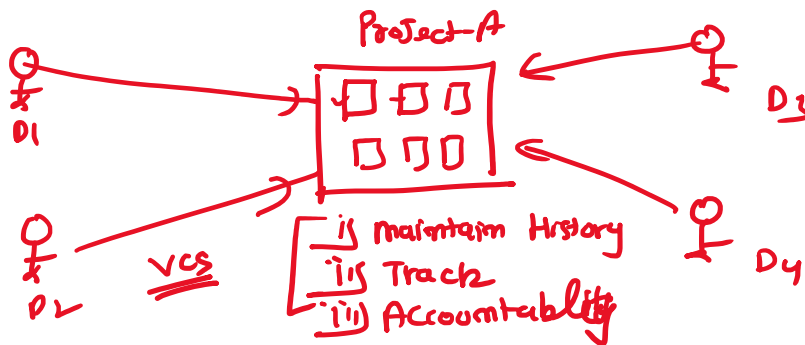 Project-A
D1
D3
i) maintain History
VCS
ii) Track
D2
D4
iii) Accountability